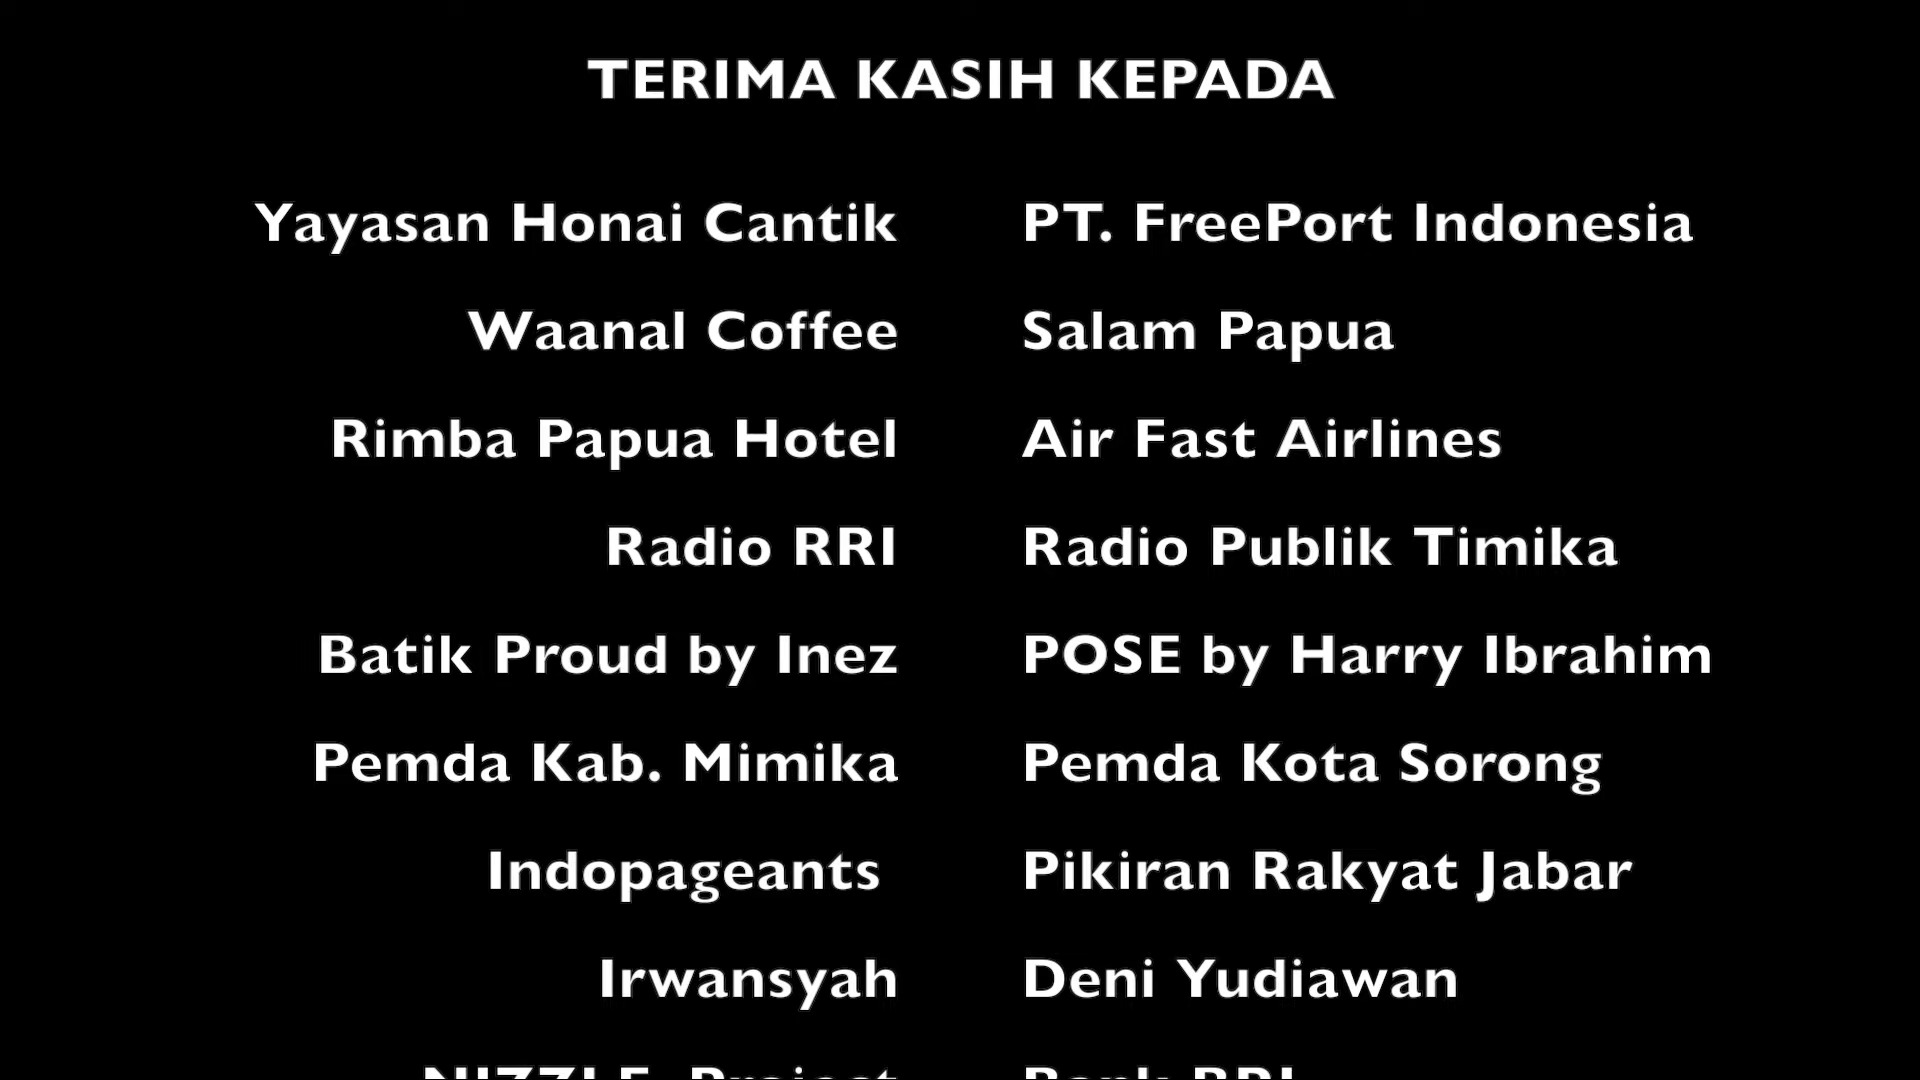 TERIMA KASIH KEPADA
Yayasan Honai Cantik PT. FreePort Indonesia
Waanal Coffee Salam Papua
Rimba Papua Hotel Air Fast Airlines
Radio RRI Radio Publik Timika
Batik Proud by Inez POSE by Harry Ibrahim
Pemda Kab. Mimika Pemda Kota Sorong
Indopageants Pikiran Rakyat Jabar
Irwansyah Deni Yudiawan
Project Bank